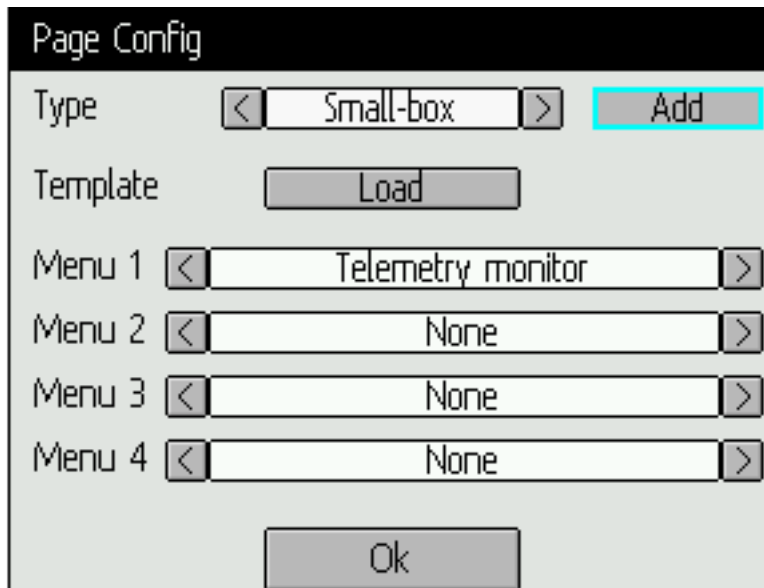 Page Config
Type < Small-box > Add
Template Load
Menu 1 < Telemetry monitor >
Menu 2 < None >
Menu 3 < None >
Menu 4 < None >
Ok